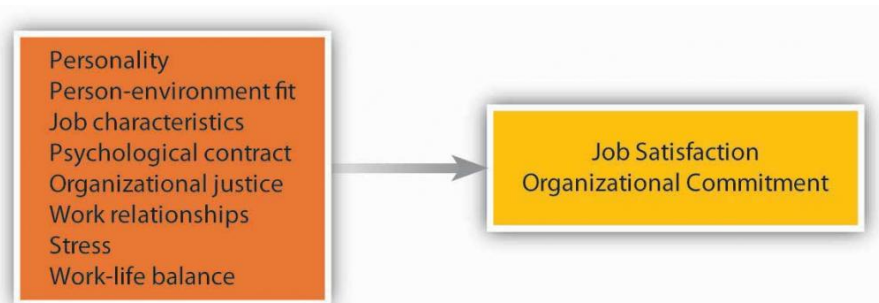 Personality
Person-environment fit
Job characteristics
Psychological contract
Organizational justice
Work relationships
Stress
Work-life balance
Job Satisfaction
Organizational Commitment